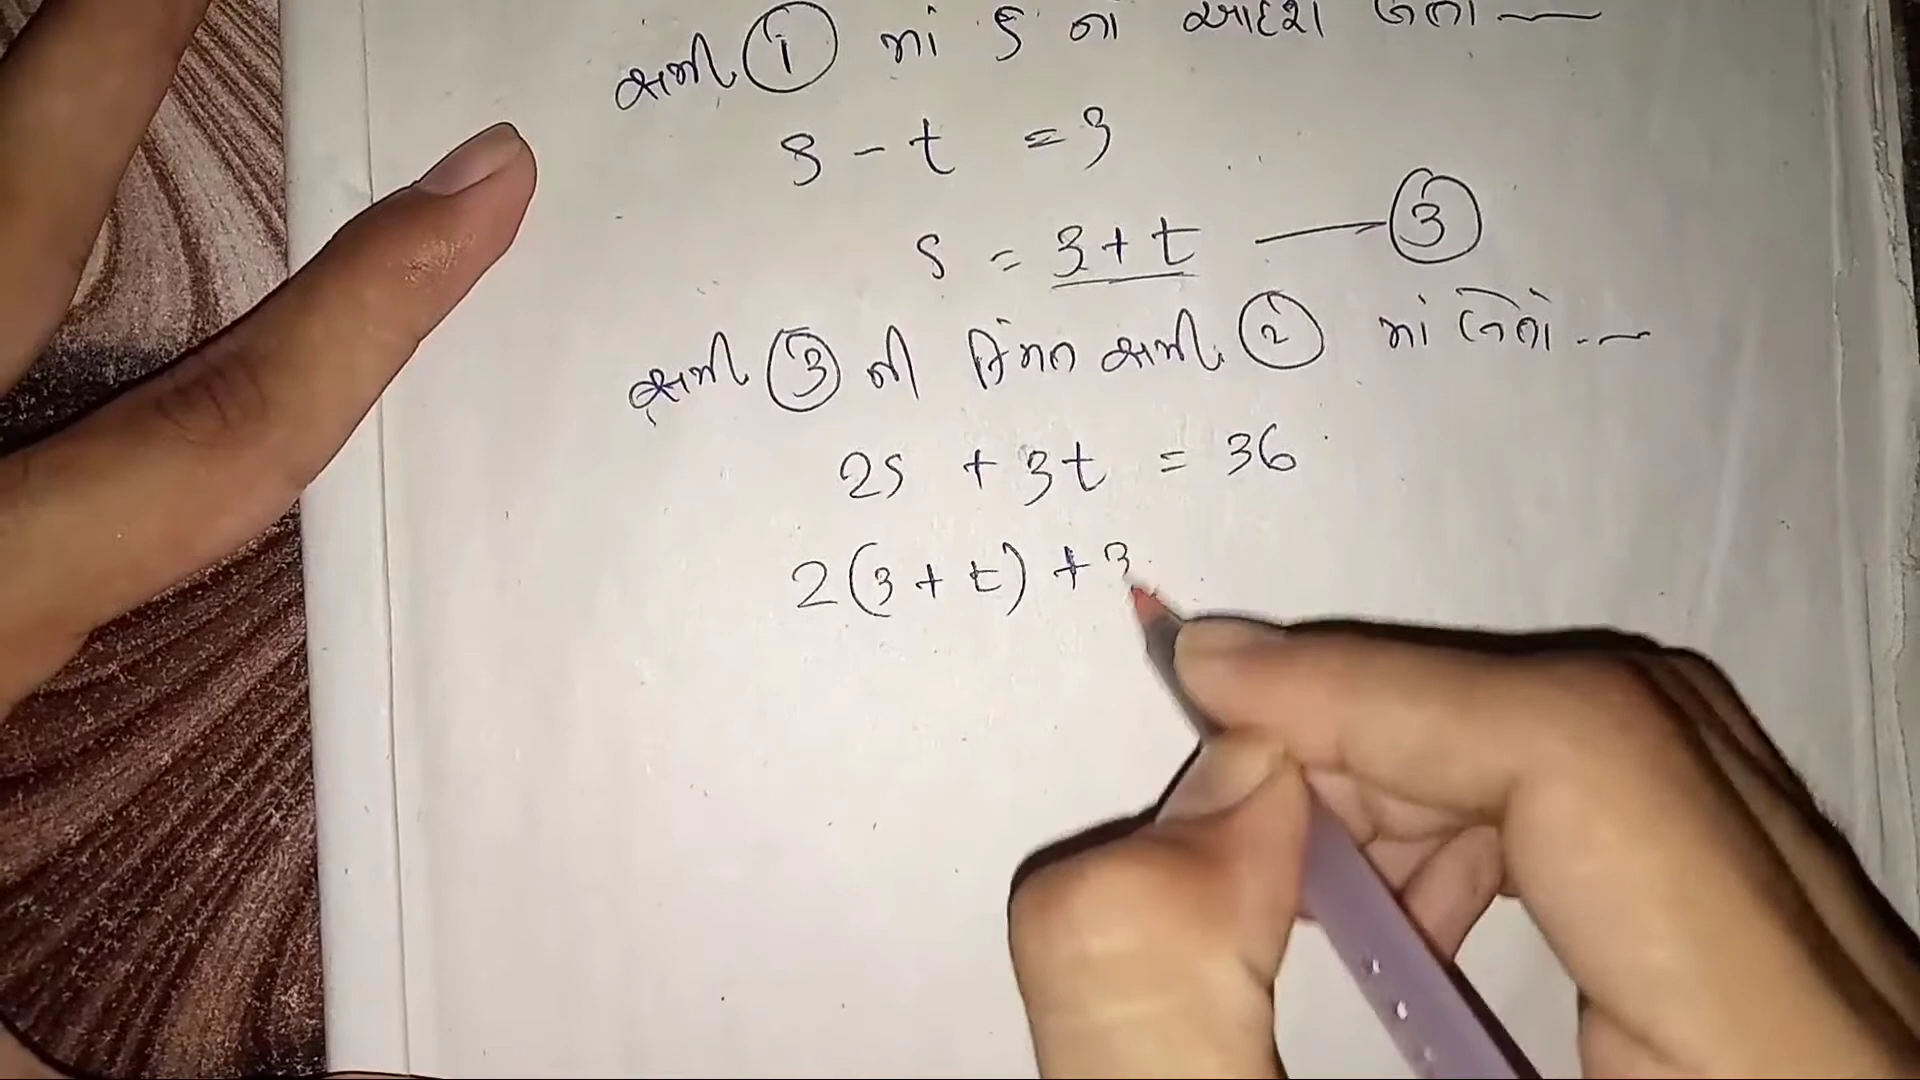 સમી ① માં S નો આદેશ લેતા —
S - t = 3
S = 3 + t → ③
સમી ③ ની કિંમત સમી. ② માં લેતાં .—
2S + 3t = 36
2(3 + t) + 3